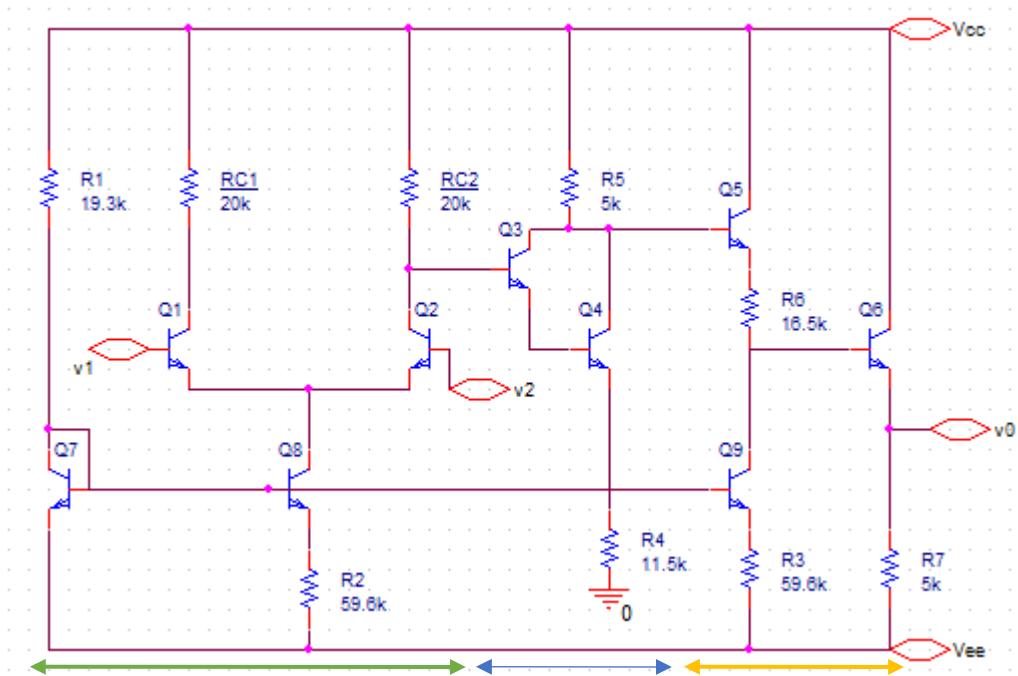 Vcc
R1
19.3k
RC1
20k
RC2
20k
R5
5k
Q5
Q3
R6
16.5k
Q1
Q2
Q4
Q6
v1
v2
v0
Q7
Q8
Q9
R4
11.5k
R2
59.6k
R3
59.6k
R7
5k
0
Vee